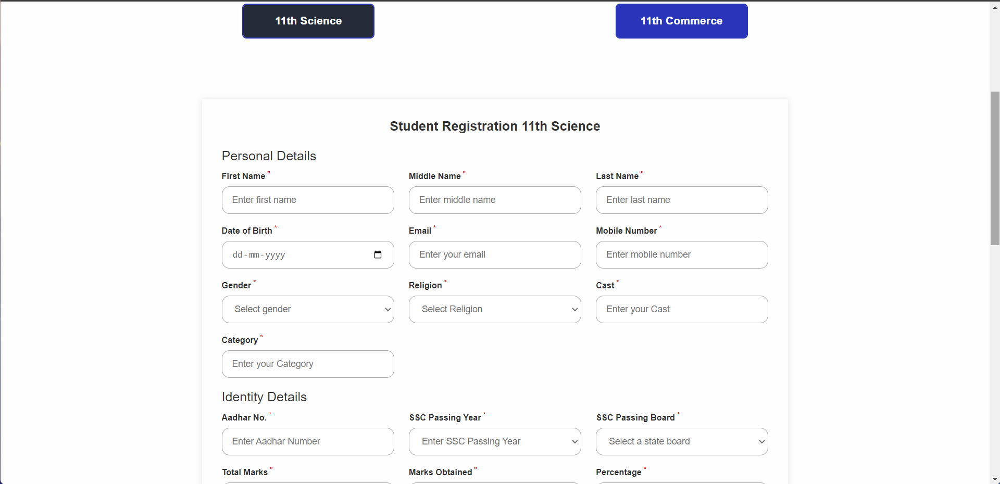 11th Science 11th Commerce
Student Registration 11th Science
Personal Details
First Name * Middle Name * Last Name *
Enter first name Enter middle name Enter last name
Date of Birth * Email * Mobile Number *
dd-mm-yyyy Enter your email Enter mobile number
Gender * Religion * Cast *
Select gender Select Religion Enter your Cast
Category *
Enter your Category
Identity Details
Aadhar No. * SSC Passing Year * SSC Passing Board *
Enter Aadhar Number Enter SSC Passing Year Select a state board
Total Marks * Marks Obtained * Percentage *